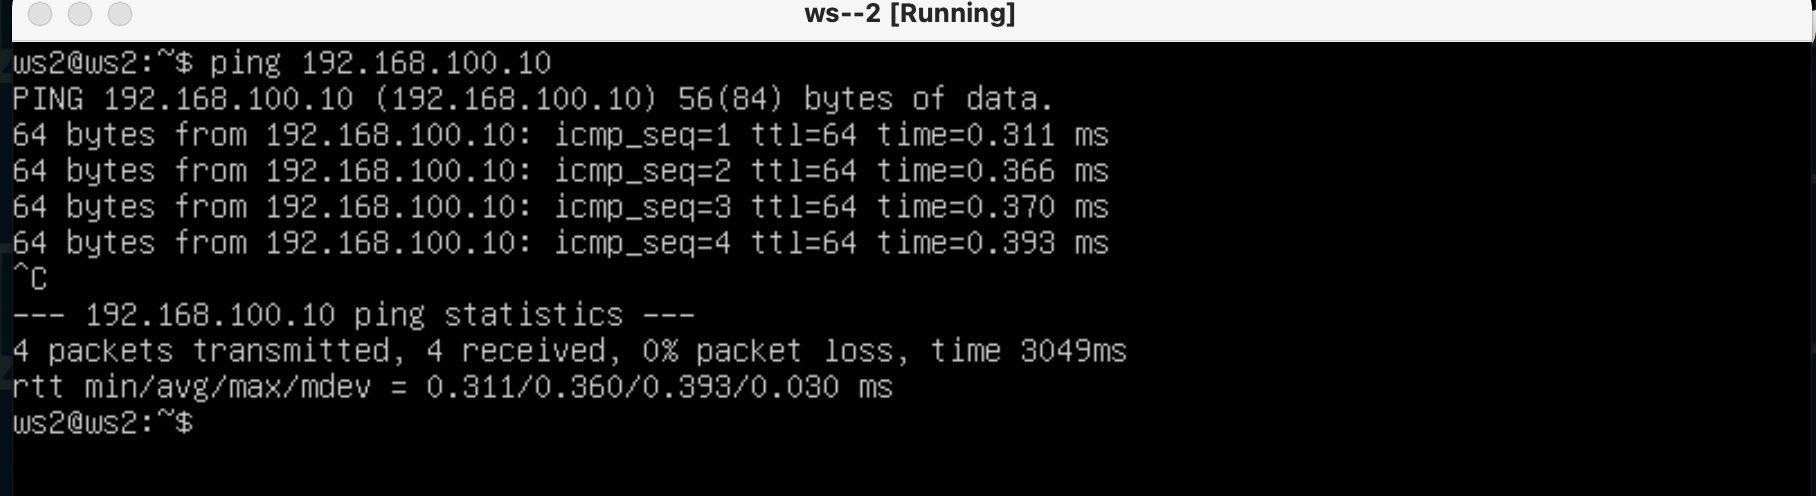 ws--2 [Running]
ws2@ws2:~$ ping 192.168.100.10
PING 192.168.100.10 (192.168.100.10) 56(84) bytes of data.
64 bytes from 192.168.100.10: icmp_seq=1 ttl=64 time=0.311 ms
64 bytes from 192.168.100.10: icmp_seq=2 ttl=64 time=0.366 ms
64 bytes from 192.168.100.10: icmp_seq=3 ttl=64 time=0.370 ms
64 bytes from 192.168.100.10: icmp_seq=4 ttl=64 time=0.393 ms
^C
--- 192.168.100.10 ping statistics ---
4 packets transmitted, 4 received, 0% packet loss, time 3049ms
rtt min/avg/max/mdev = 0.311/0.360/0.393/0.030 ms
ws2@ws2:~$